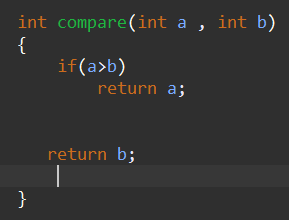 int compare(int a , int b)
{
    if(a>b)
        return a;
   return b;
}